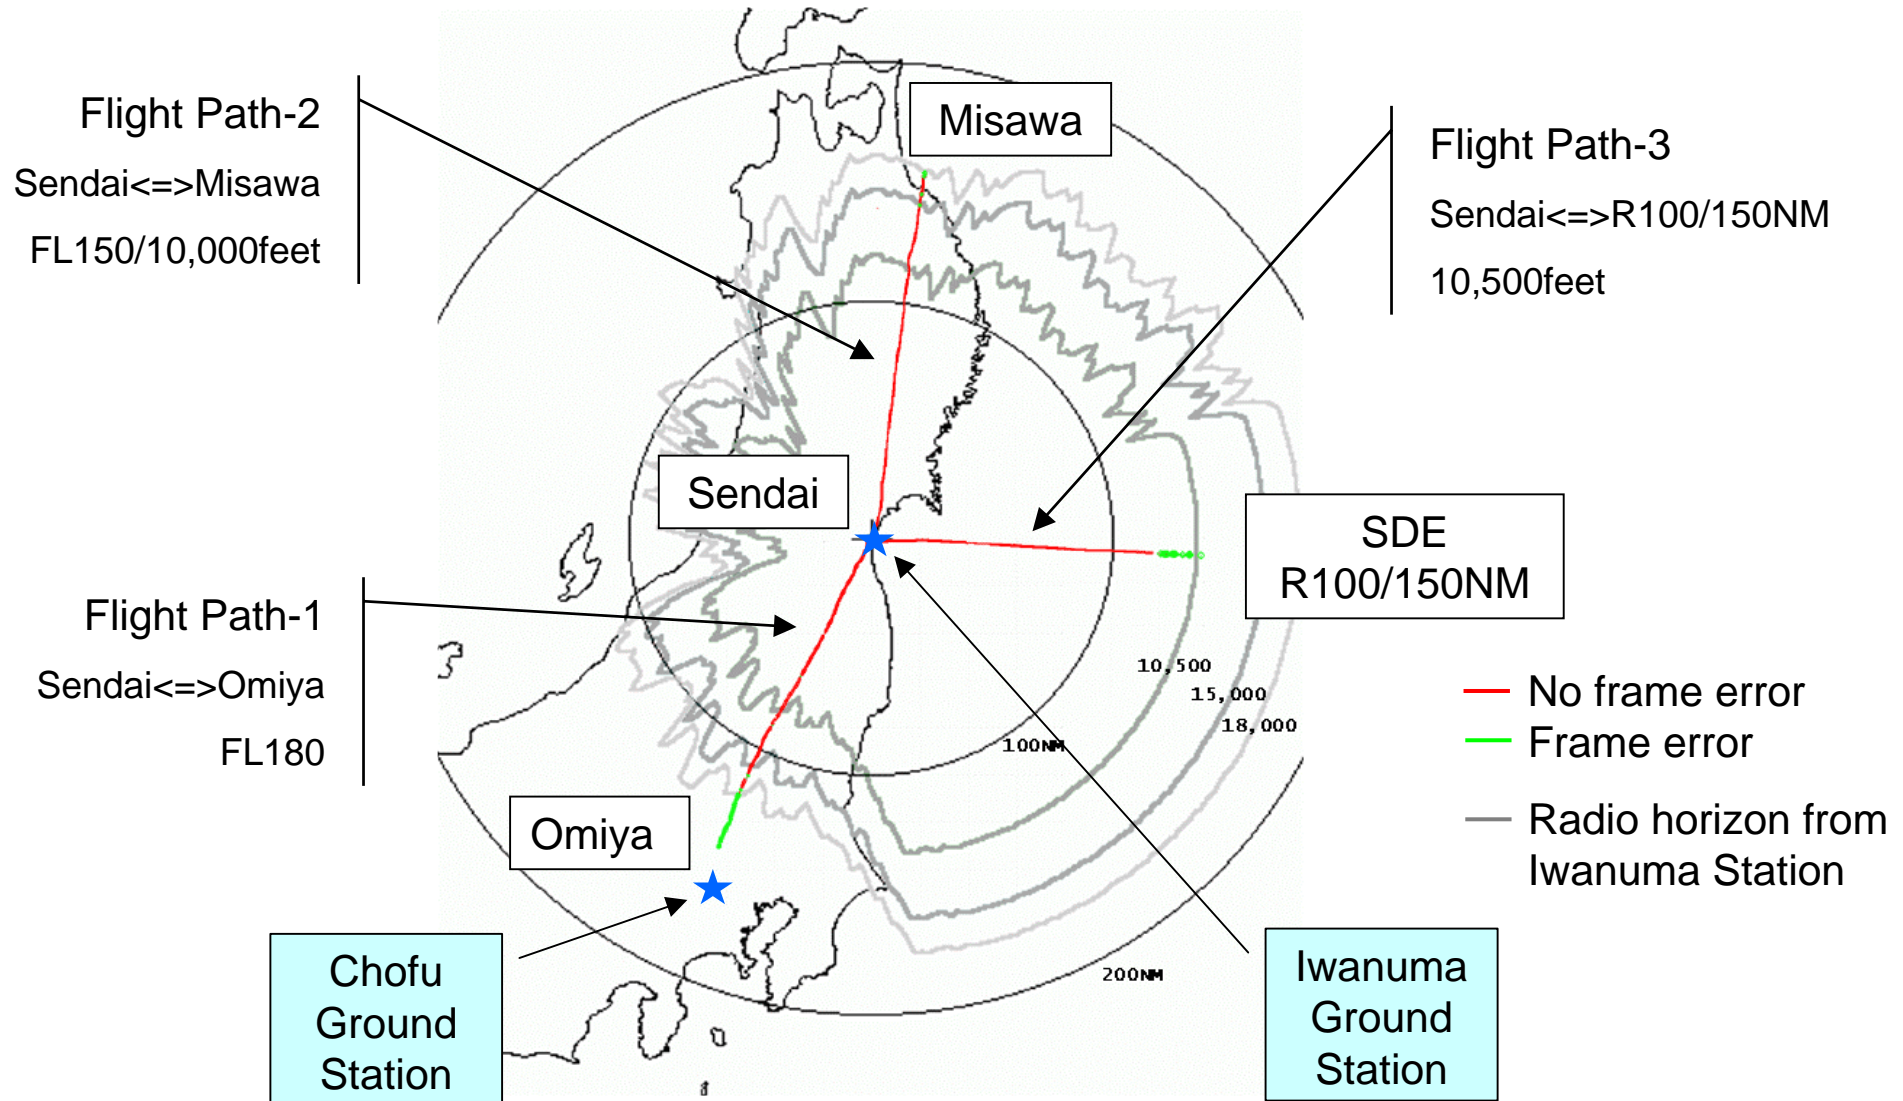 Flight Path-2
Sendai<=>Misawa
FL150/10,000feet
Misawa
Flight Path-3
Sendai<=>R100/150NM
10,500feet
Sendai
SDE
R100/150NM
Flight Path-1
Sendai<=>Omiya
FL180
10,500
15,000
18,000
100NM
No frame error
Frame error
Radio horizon from
Iwanuma Station
Omiya
200NM
Chofu
Ground
Station
Iwanuma
Ground
Station